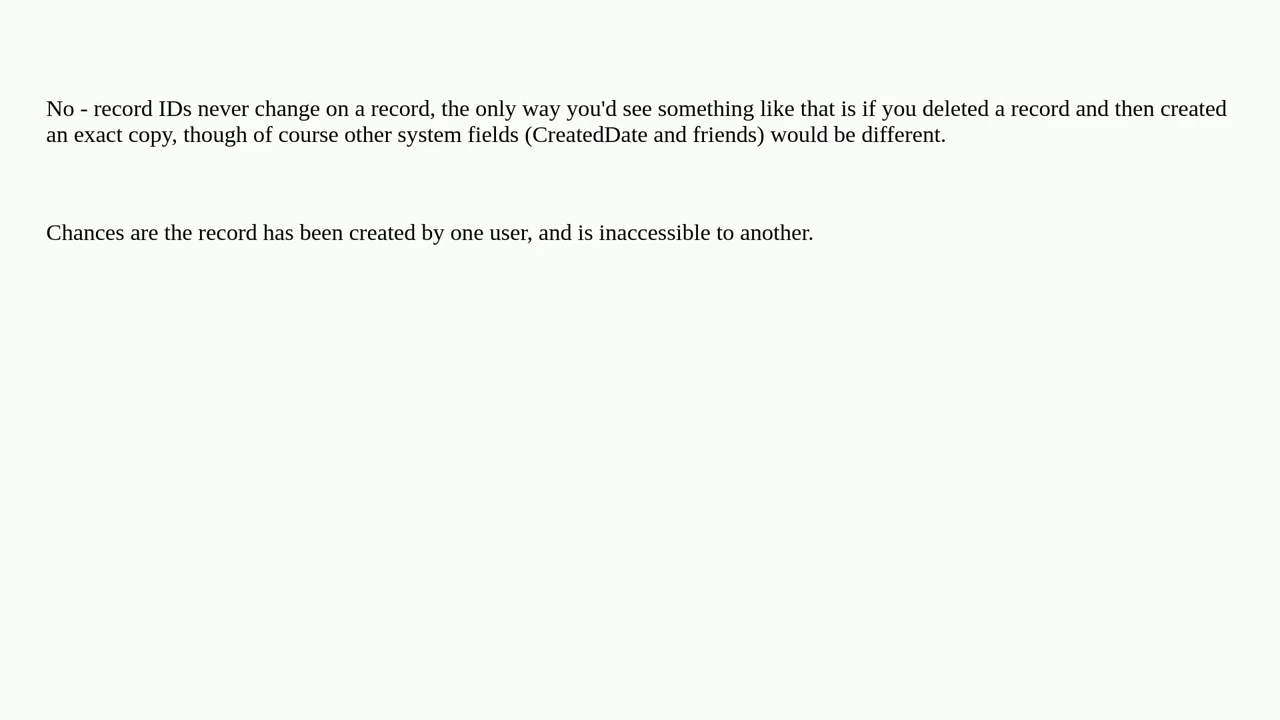 No - record IDs never change on a record, the only way you'd see something like that is if you deleted a record and then created
an exact copy, though of course other system fields (CreatedDate and friends) would be different.
Chances are the record has been created by one user, and is inaccessible to another.